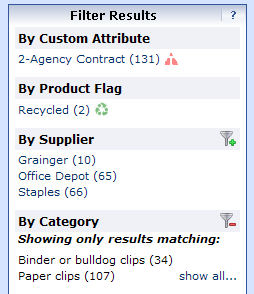 Filter Results ?
By Custom Attribute
2-Agency Contract (131)
By Product Flag
Recycled (2)
By Supplier
Grainger (10)
Office Depot (65)
Staples (66)
By Category
Showing only results matching:
Binder or bulldog clips (34)
Paper clips (107) show all...